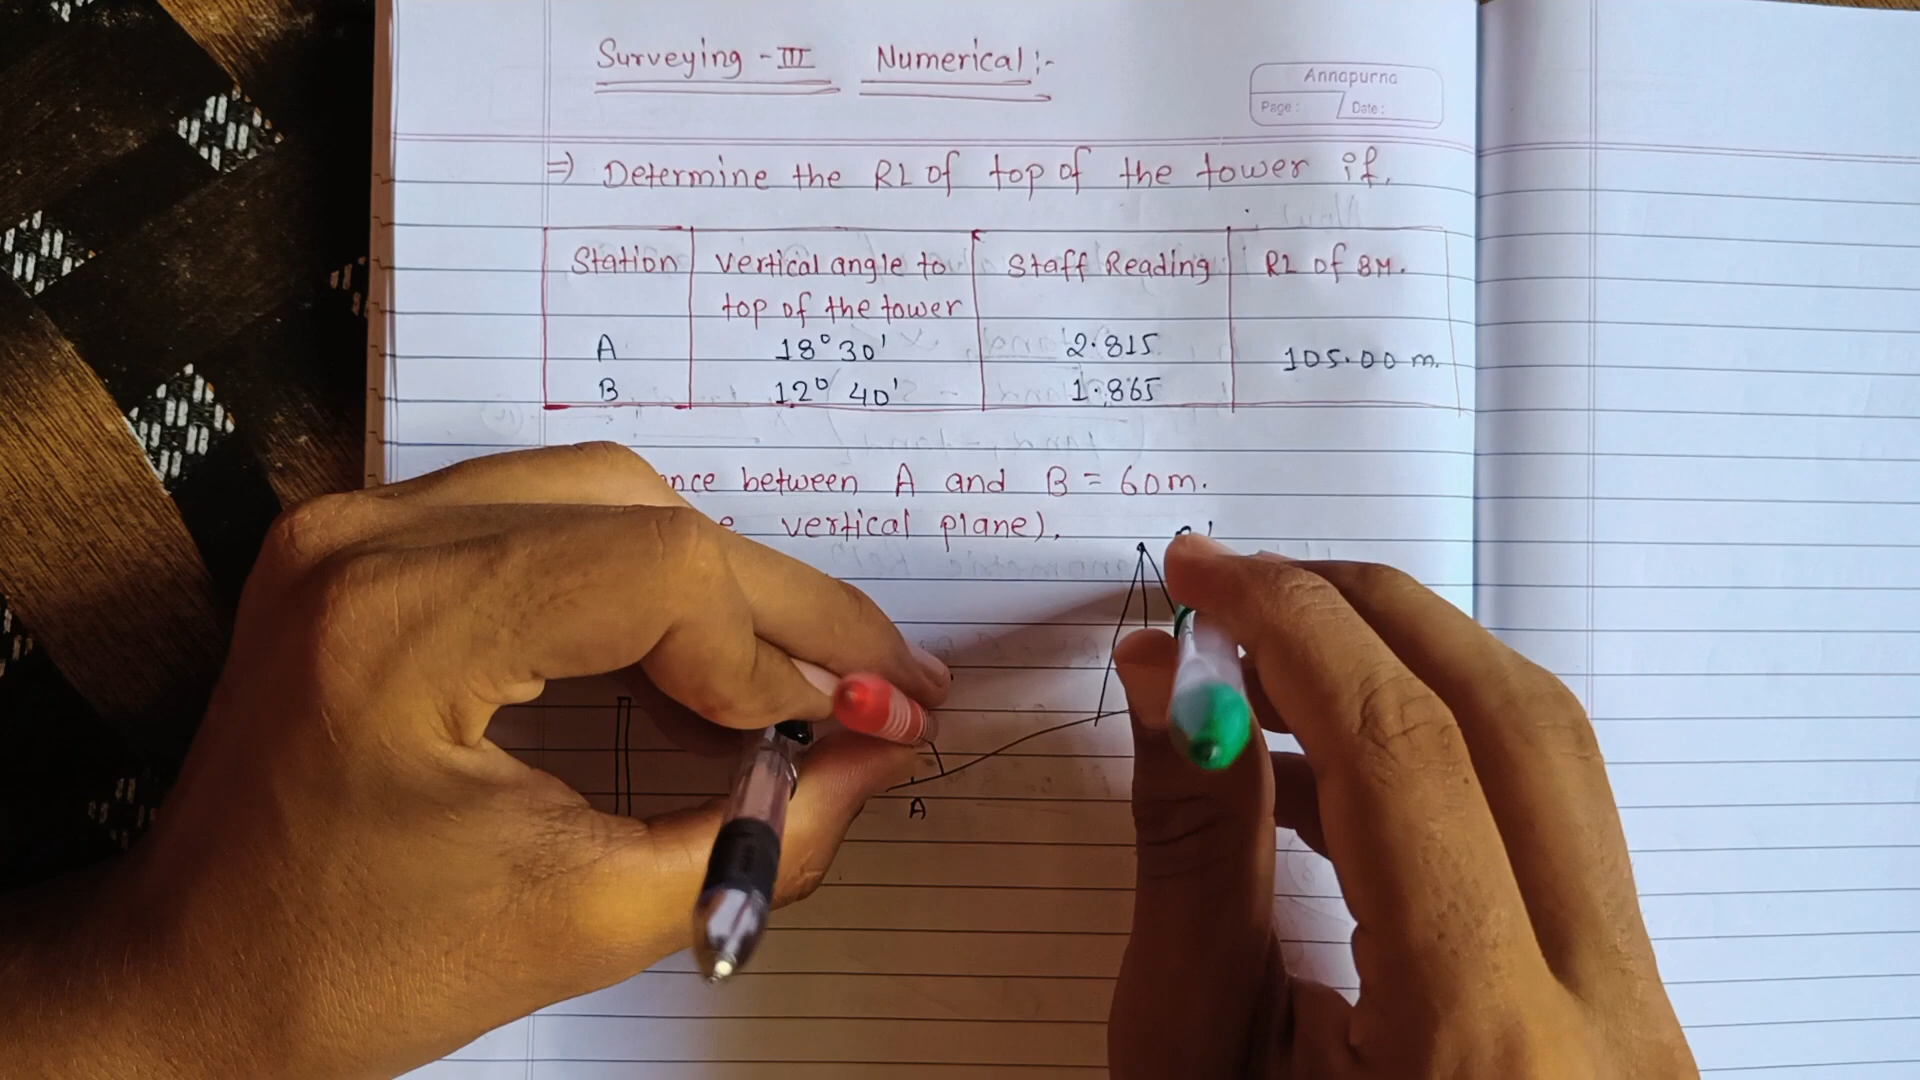 Surveying - III Numerical :-
Annapurna
Page : Date :
⇒ Determine the RL of top of the tower if,
Station vertical angle to top of the tower Staff Reading RL of BM.
A 18° 30' 2.815 105.00 m.
B 12° 40' 1.865
between A and B = 60m.
vertical plane),
A